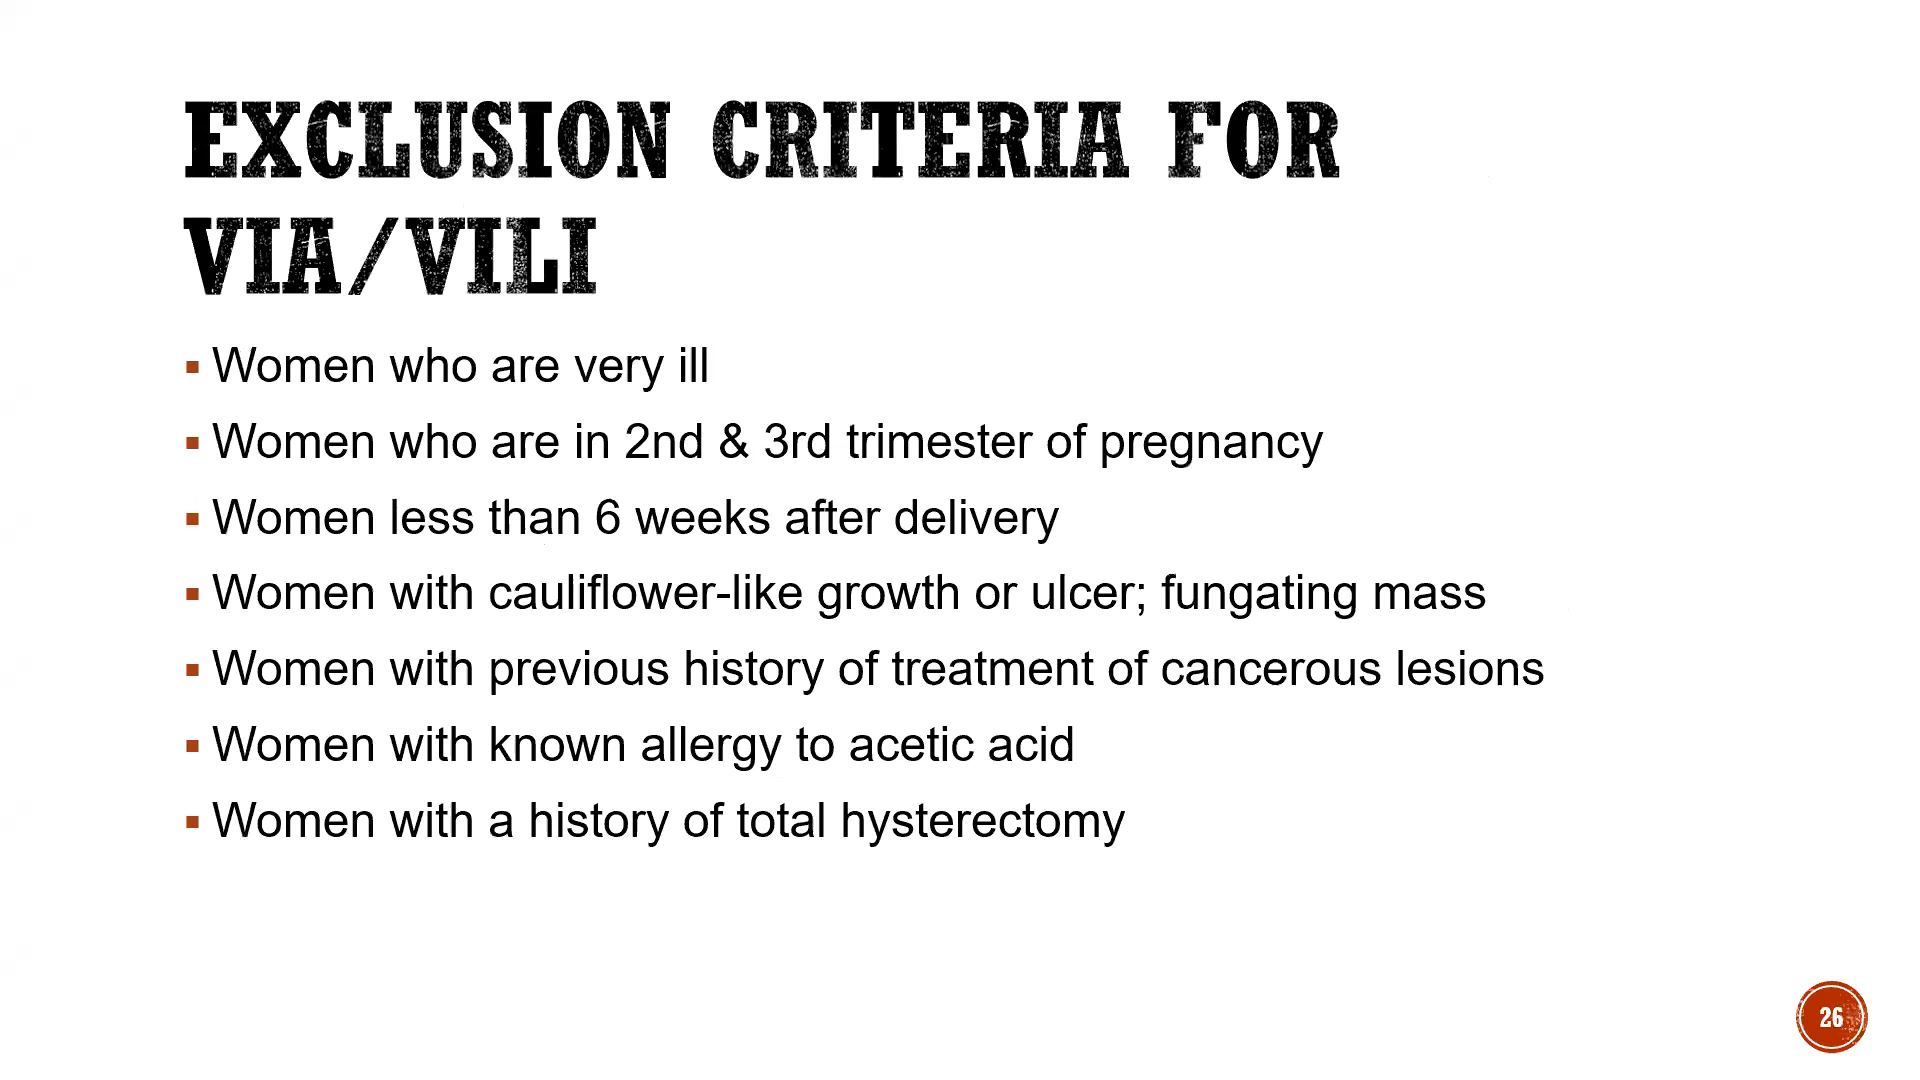 EXCLUSION CRITERIA FOR
VIA/VILI
▪ Women who are very ill
▪ Women who are in 2nd & 3rd trimester of pregnancy
▪ Women less than 6 weeks after delivery
▪ Women with cauliflower-like growth or ulcer; fungating mass
▪ Women with previous history of treatment of cancerous lesions
▪ Women with known allergy to acetic acid
▪ Women with a history of total hysterectomy
26